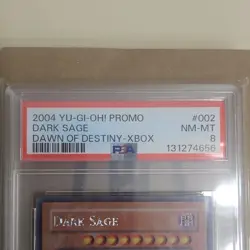 2004 YU-GI-OH! PROMO #002
DARK SAGE NM-MT
DAWN OF DESTINY-XBOX 8
PSA 131274656
DARK SAGE